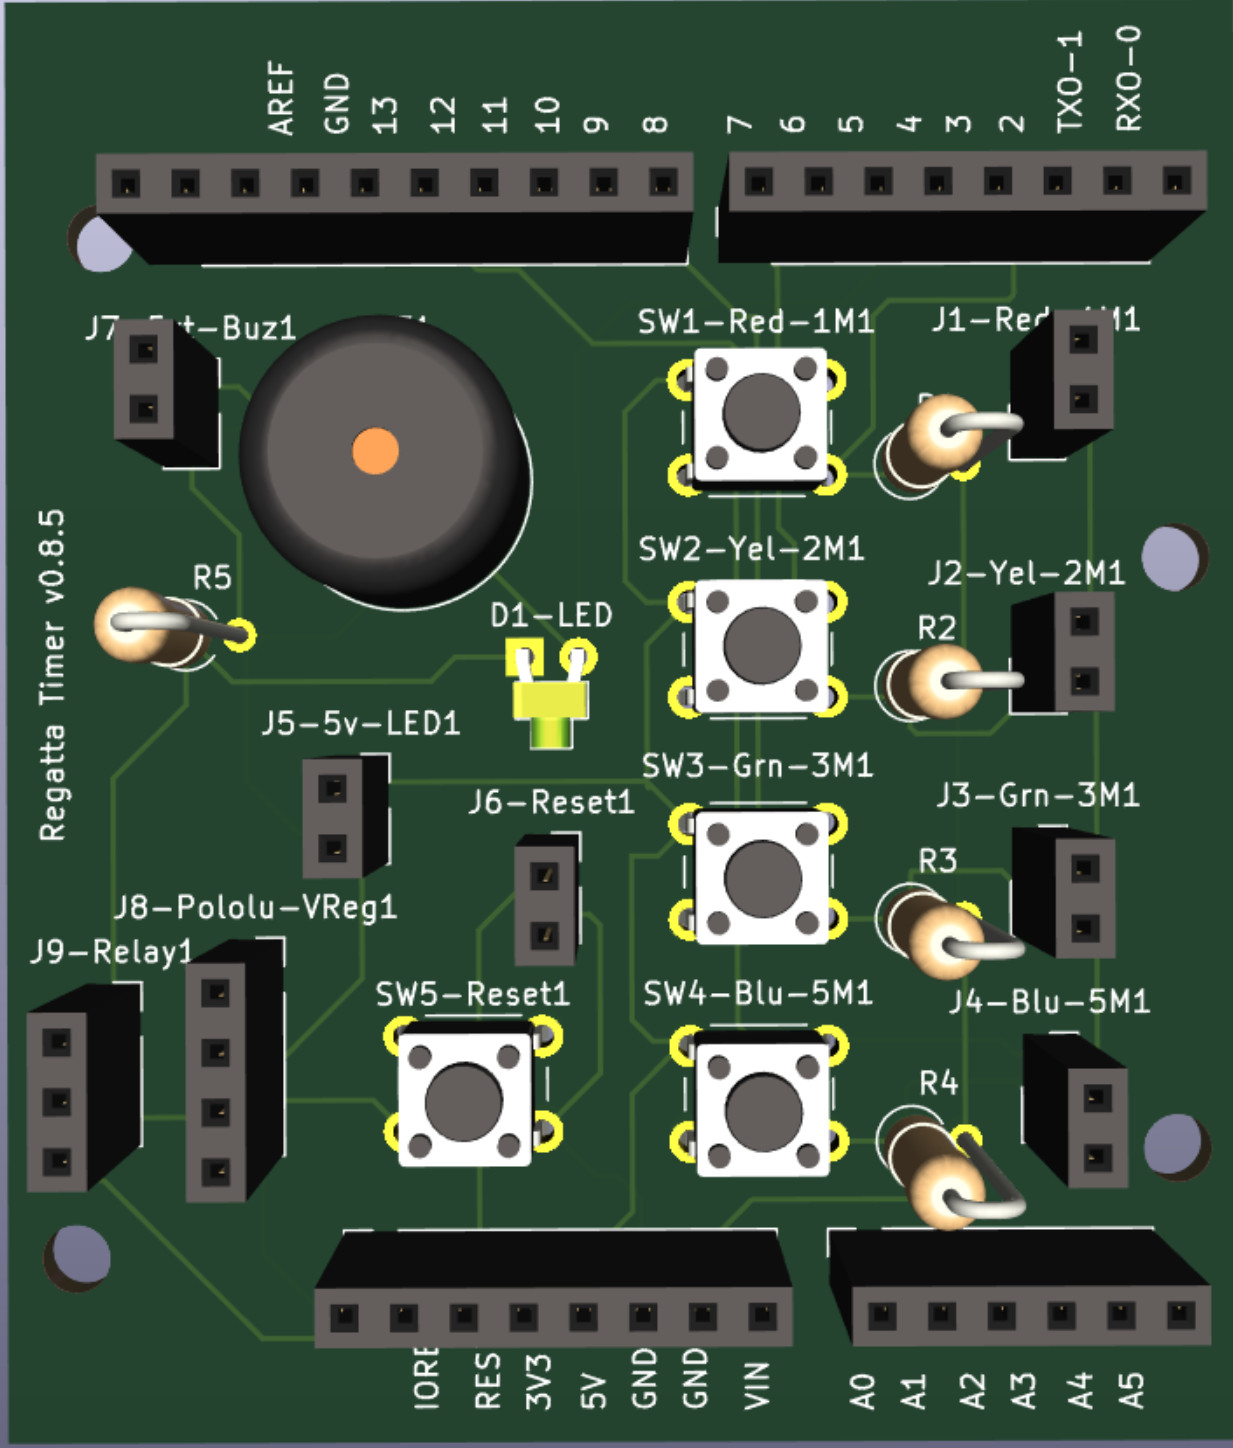 AREF
GND
13
12
11
10
9
8
7
6
5
4
3
2
TXO-1
RXO-0
SW1-Red-1M1
SW2-Yel-2M1
J2-Yel-2M1
R5
R2
D1-LED
Regatta Timer v0.8.5
J5-5v-LED1
SW3-Grn-3M1
J3-Grn-3M1
J6-Reset1
R3
J8-Pololu-VReg1
J9-Relay1
SW5-Reset1
SW4-Blu-5M1
J4-Blu-5M1
R4
RES
3V3
5V
GND
GND
VIN
A0
A1
A2
A3
A4
A5